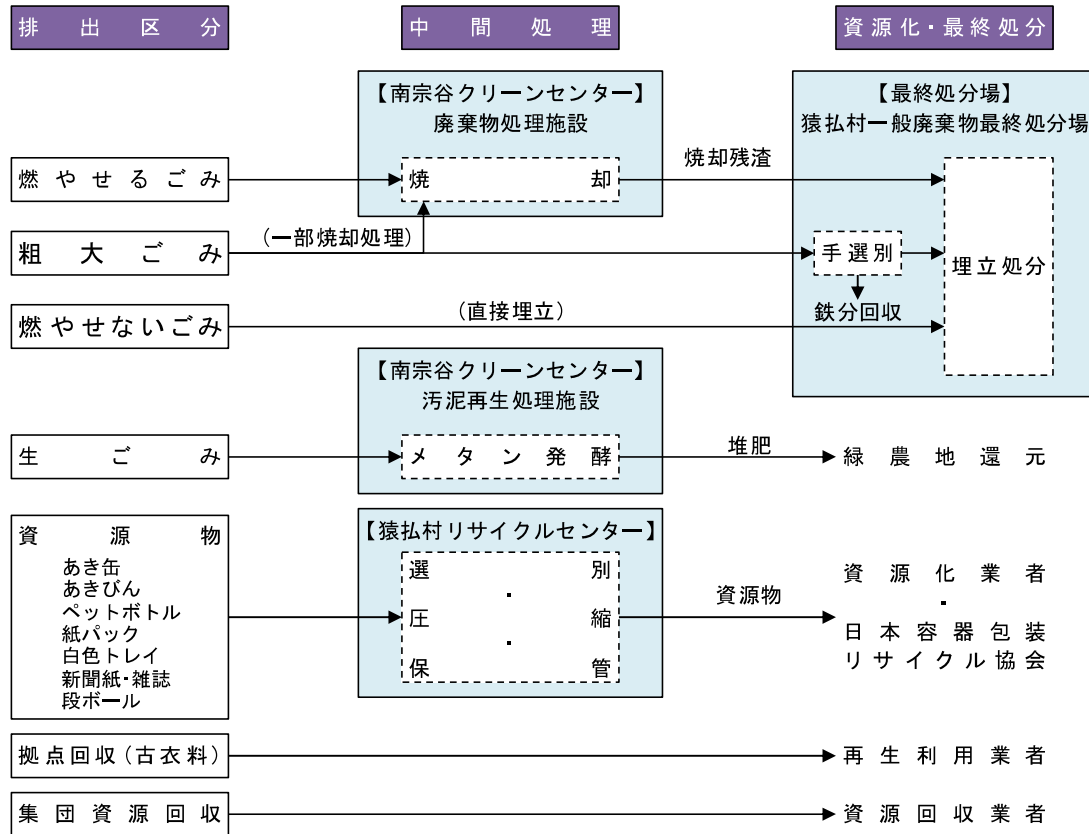 排出区分
中間処理
資源化・最終処分
【南宗谷クリーンセンター】
廃棄物処理施設
【最終処分場】
猿払村一般廃棄物最終処分場
燃やせるごみ
焼却
焼却残渣
粗大ごみ
(一部焼却処理)
手選別
埋立処分
鉄分回収
燃やせないごみ
(直接埋立)
【南宗谷クリーンセンター】
汚泥再生処理施設
生ごみ
メタン発酵
堆肥
緑農地還元
資源物
あき缶
あきびん
ペットボトル
紙パック
白色トレイ
新聞紙・雑誌
段ボール
【猿払村リサイクルセンター】
選別
・
圧縮
・
保管
資源物
資源化業者
・
日本容器包装
リサイクル協会
拠点回収(古衣料)
再生利用業者
集団資源回収
資源回収業者